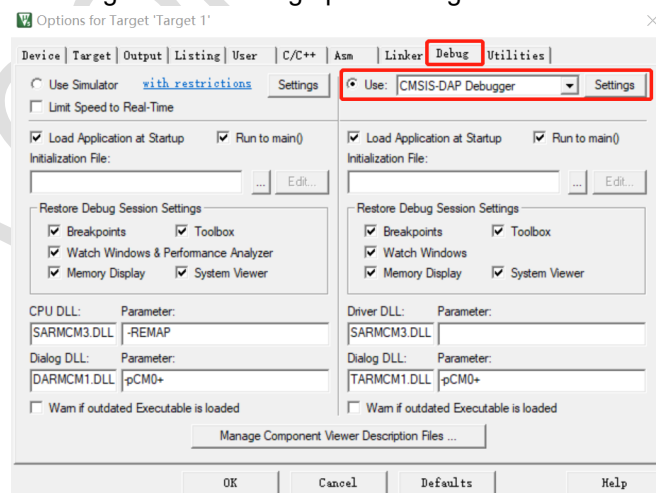 Options for Target 'Target 1'
Device Target Output Listing User C/C++ Asm Linker Debug Utilities
Use Simulator with restrictions Settings
Use: CMSIS-DAP Debugger Settings
Limit Speed to Real-Time
Load Application at Startup Run to main()
Load Application at Startup Run to main()
Initialization File:
Initialization File:
... Edit...
... Edit...
Restore Debug Session Settings
Restore Debug Session Settings
Breakpoints Toolbox
Breakpoints Toolbox
Watch Windows & Performance Analyzer
Watch Windows
Memory Display System Viewer
Memory Display System Viewer
CPU DLL: Parameter:
Driver DLL: Parameter:
SARMCM3.DLL -REMAP
SARMCM3.DLL
Dialog DLL: Parameter:
Dialog DLL: Parameter:
DARMCM1.DLL -pCM0+
TARMCM1.DLL -pCM0+
Warn if outdated Executable is loaded
Warn if outdated Executable is loaded
Manage Component Viewer Description Files ...
OK Cancel Defaults Help